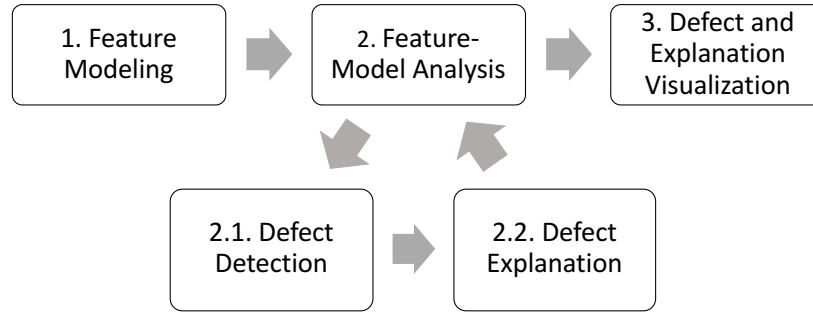 1. Feature
Modeling
2. Feature-
Model Analysis
3. Defect and
Explanation
Visualization
2.1. Defect
Detection
2.2. Defect
Explanation